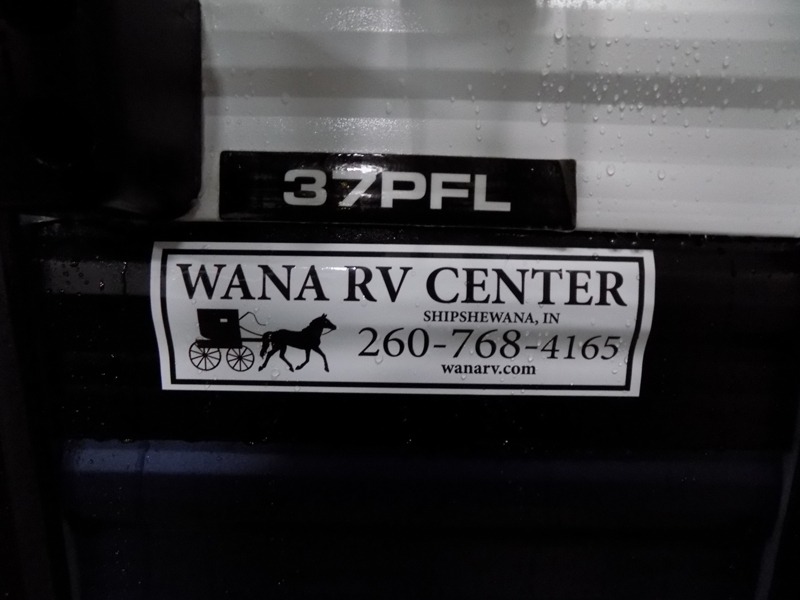 37PFL
WANA RV CENTER
SHIPSHEWANA, IN
260-768-4165
wanarv.com